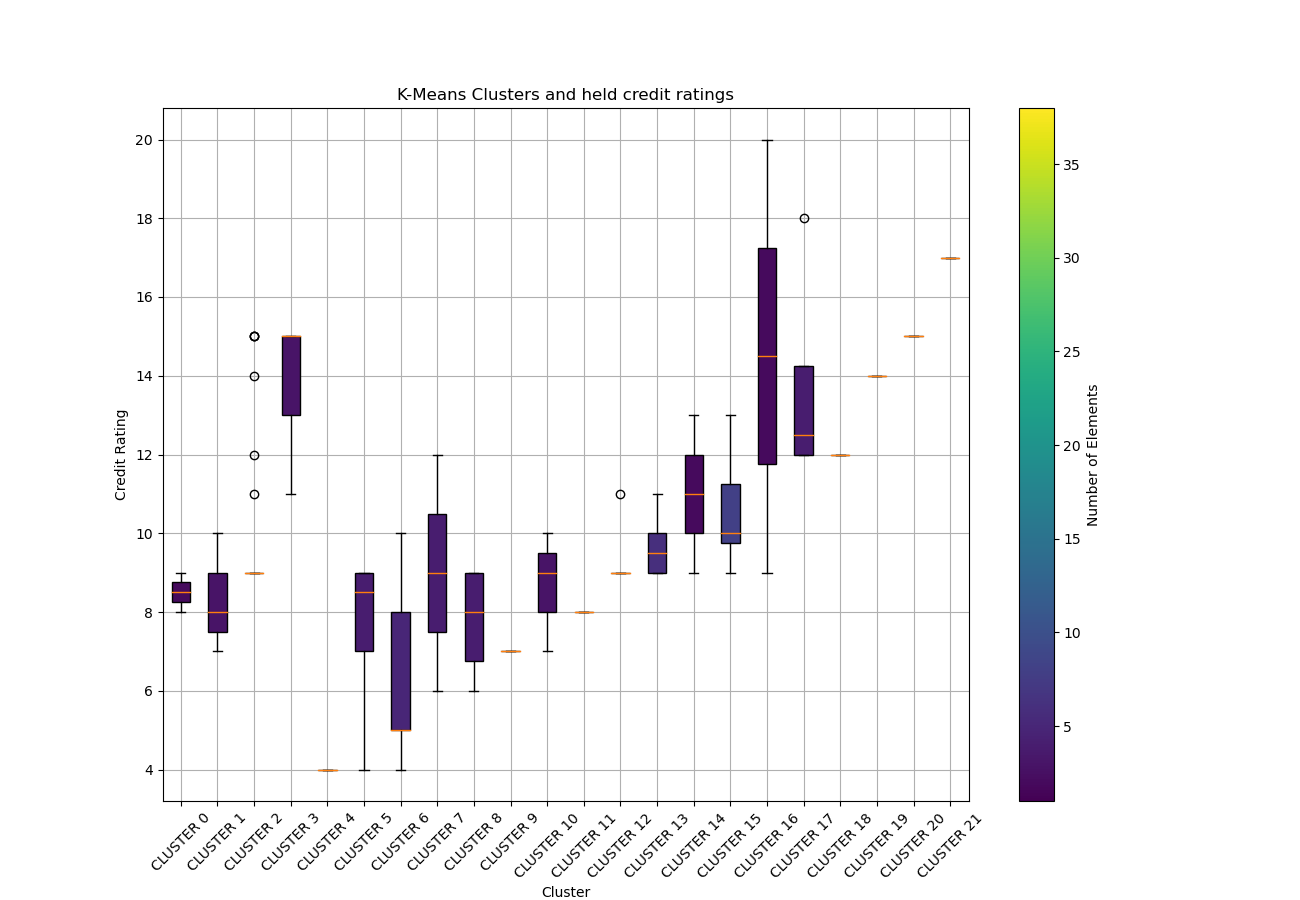 K-Means Clusters and held credit ratings
20
18
16
14
12
10
8
6
4
Credit Rating
CLUSTER 0
CLUSTER 1
CLUSTER 2
CLUSTER 3
CLUSTER 4
CLUSTER 5
CLUSTER 6
CLUSTER 7
CLUSTER 8
CLUSTER 9
CLUSTER 10
CLUSTER 11
CLUSTER 12
CLUSTER 13
CLUSTER 14
CLUSTER 15
CLUSTER 16
CLUSTER 17
CLUSTER 18
CLUSTER 19
CLUSTER 20
CLUSTER 21
Cluster
35
30
25
20
15
10
5
Number of Elements